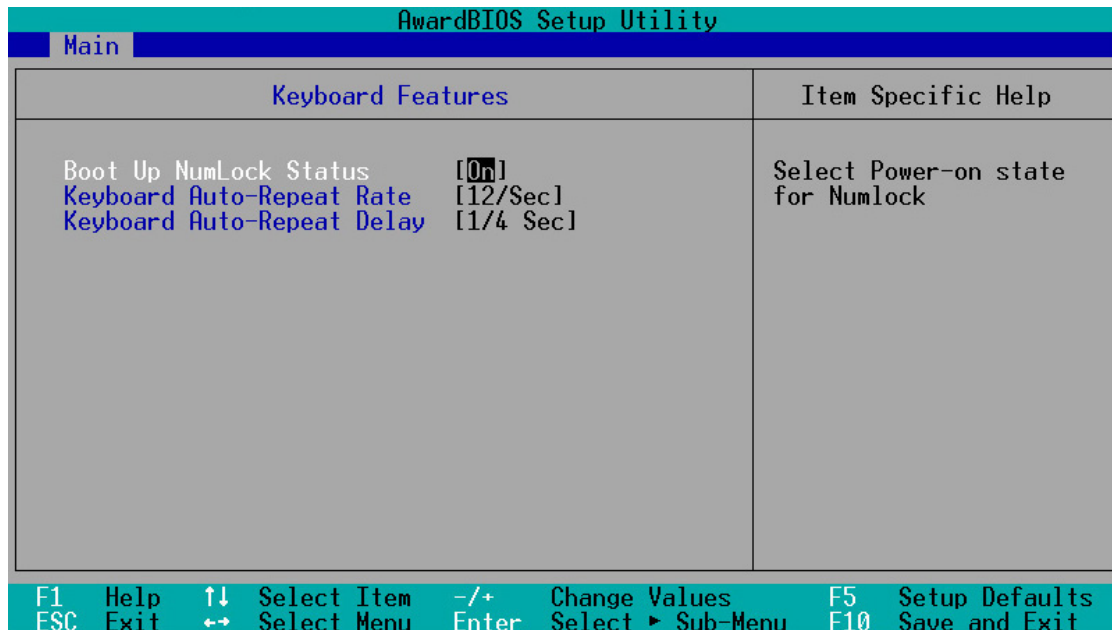 AwardBIOS Setup Utility
Main
Keyboard Features
Item Specific Help
Boot Up NumLock Status [On]
Keyboard Auto-Repeat Rate [12/Sec]
Keyboard Auto-Repeat Delay [1/4 Sec]
Select Power-on state
for Numlock
F1 Help ↑↓ Select Item -/+ Change Values F5 Setup Defaults
ESC Exit ←→ Select Menu Enter Select ► Sub-Menu F10 Save and Exit